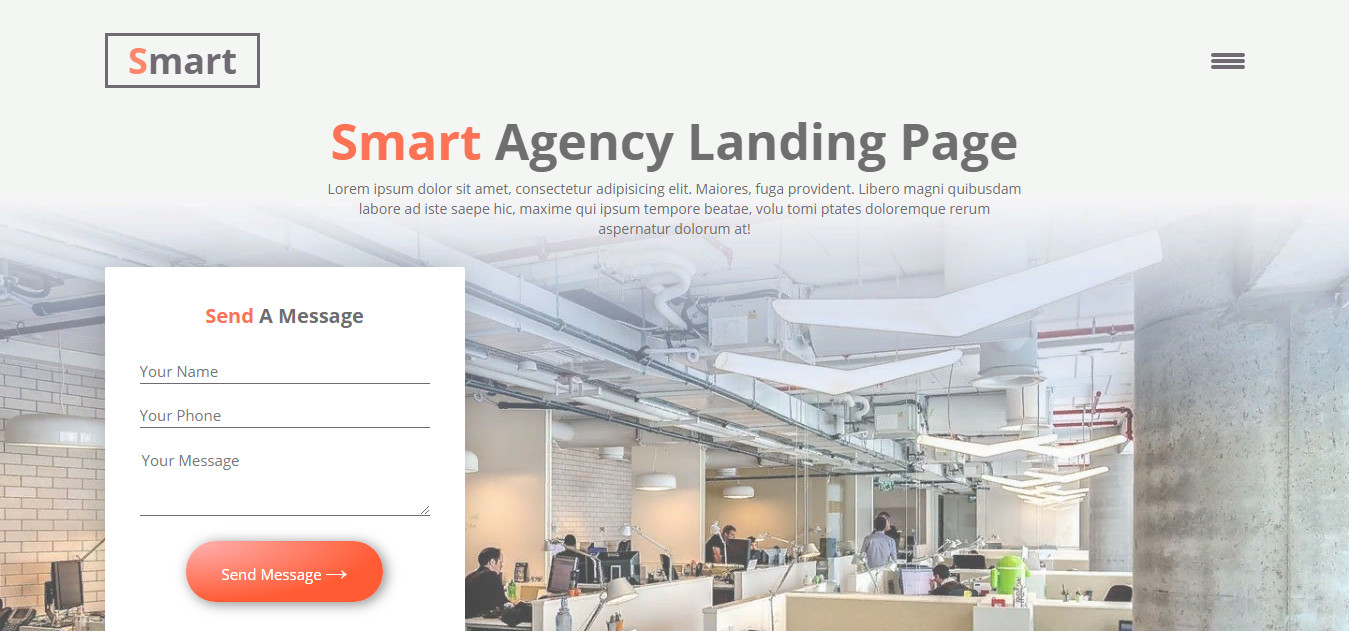 Smart
Smart Agency Landing Page
Lorem ipsum dolor sit amet, consectetur adipisicing elit. Maiores, fuga provident. Libero magni quibusdam
labore ad iste saepe hic, maxime qui ipsum tempore beatae, volu tomi ptates doloremque rerum
aspernatur dolorum at!
Send A Message
Your Name
Your Phone
Your Message
Send Message →